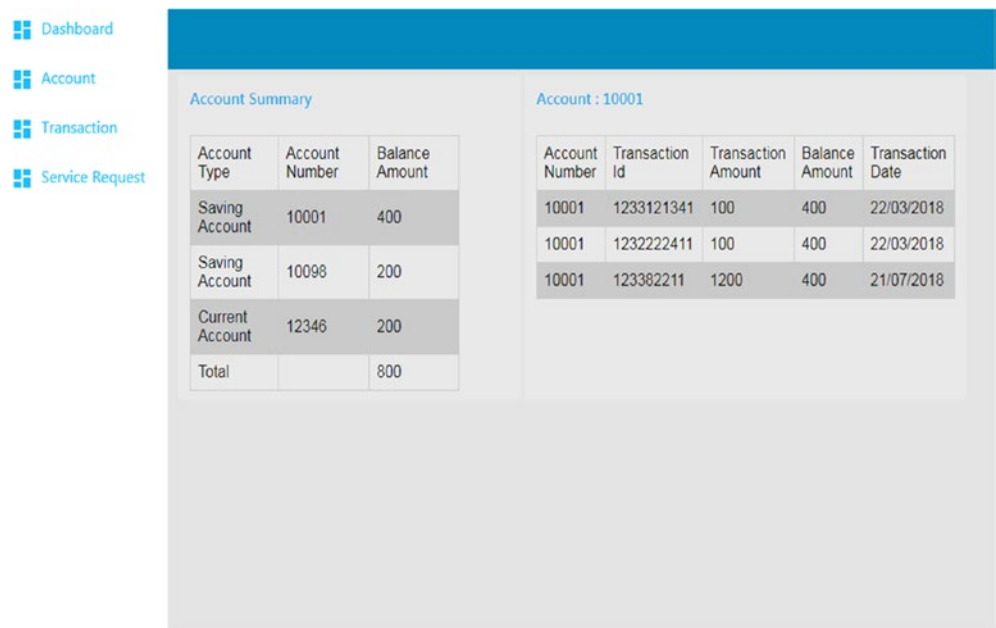 Dashboard
Account
Transaction
Service Request
Account Summary
Account Type Account Number Balance Amount
Saving Account 10001 400
Saving Account 10098 200
Current Account 12346 200
Total 800
Account : 10001
Account Number Transaction Id Transaction Amount Balance Amount Transaction Date
10001 1233121341 100 400 22/03/2018
10001 1232222411 100 400 22/03/2018
10001 123382211 1200 400 21/07/2018